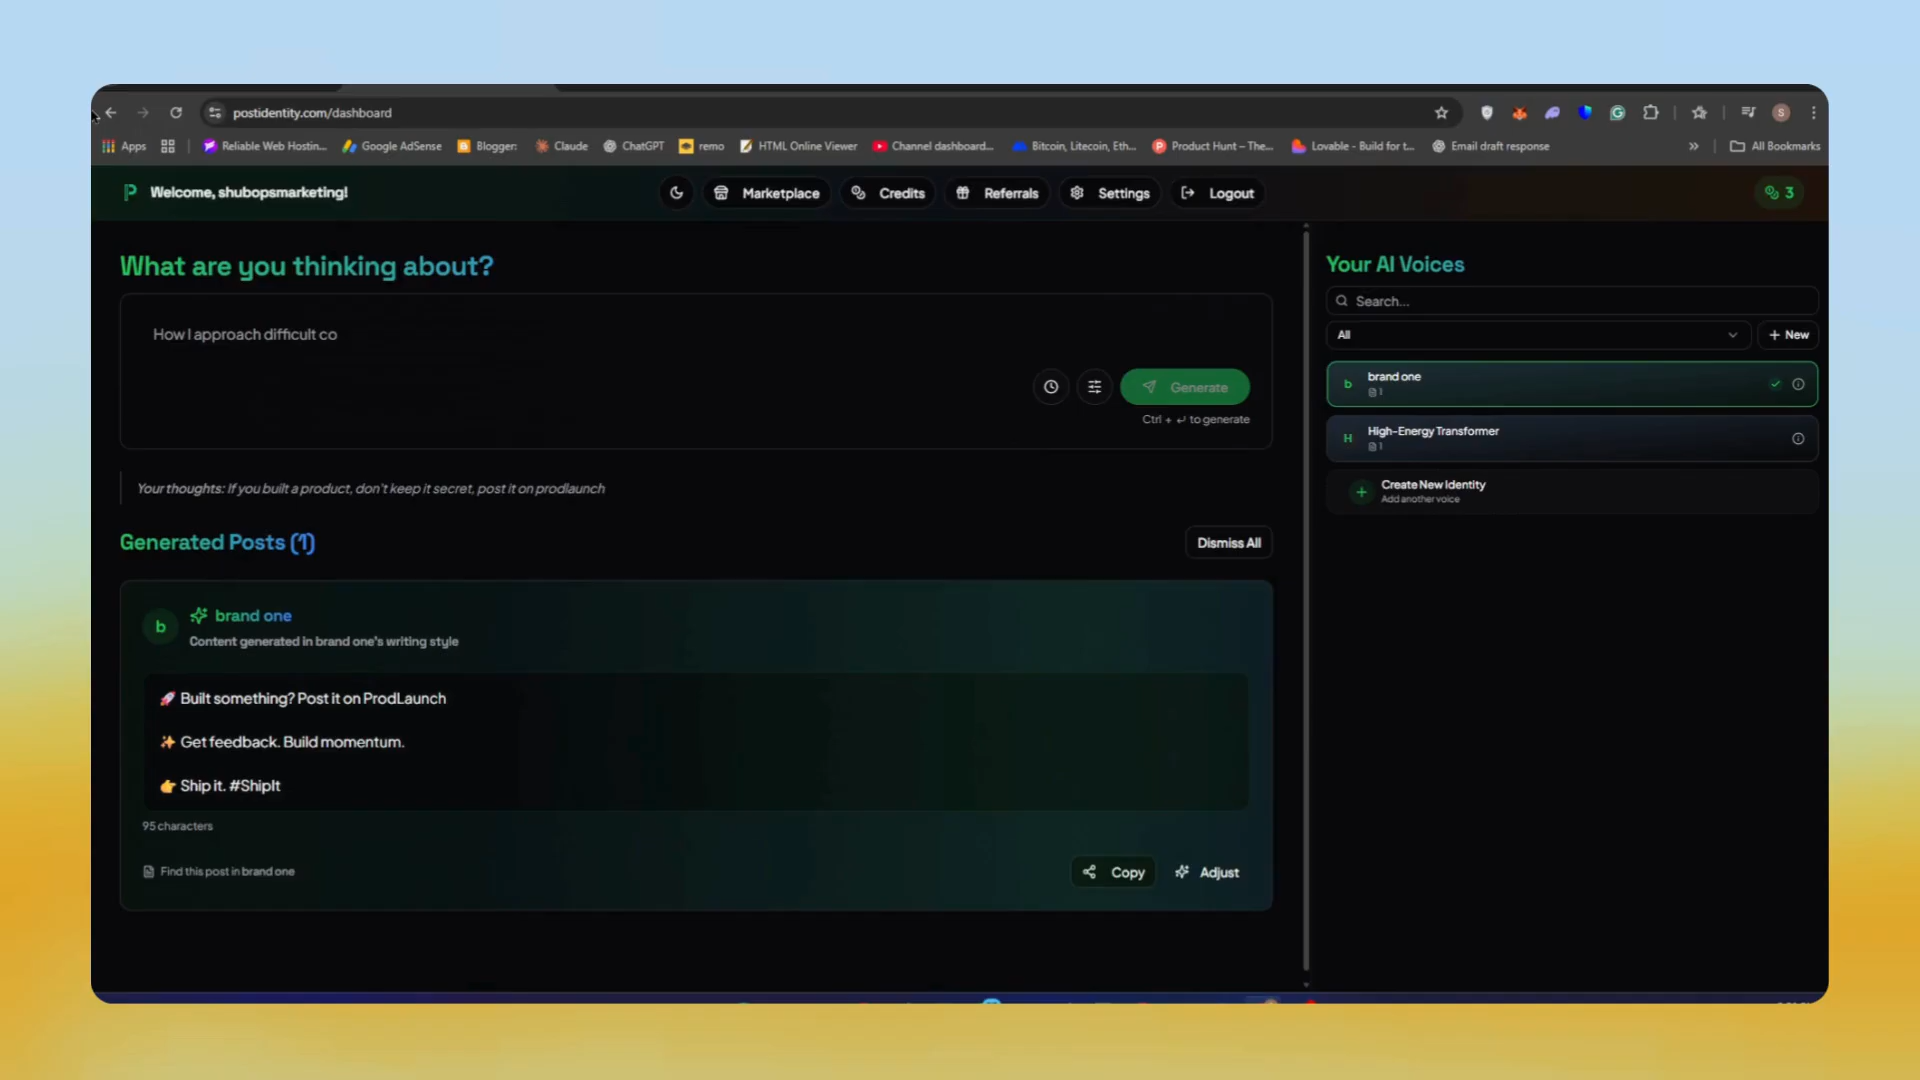 postidentity.com/dashboard
Apps
Reliable Web Hostin...
Google AdSense
Blogger:
Claude
ChatGPT
remo
HTML Online Viewer
Channel dashboard...
Bitcoin, Litecoin, Eth...
Product Hunt – The...
Lovable - Build for t...
Email draft response
»
All Bookmarks
Welcome, shubopsmarketing!
Marketplace
Credits
Referrals
Settings
Logout
3
What are you thinking about?
How I approach difficult co
Generate
Ctrl + ↵ to generate
Your thoughts: If you built a product, don't keep it secret, post it on prodlaunch
Generated Posts (1)
Dismiss All
b
brand one
Content generated in brand one's writing style
🚀 Built something? Post it on ProdLaunch
✨ Get feedback. Build momentum.
👉 Ship it. #ShipIt
95 characters
Find this post in brand one
Copy
Adjust
Your AI Voices
Search...
All
+ New
b
brand one
1
H
High-Energy Transformer
1
+
Create New Identity
Add another voice